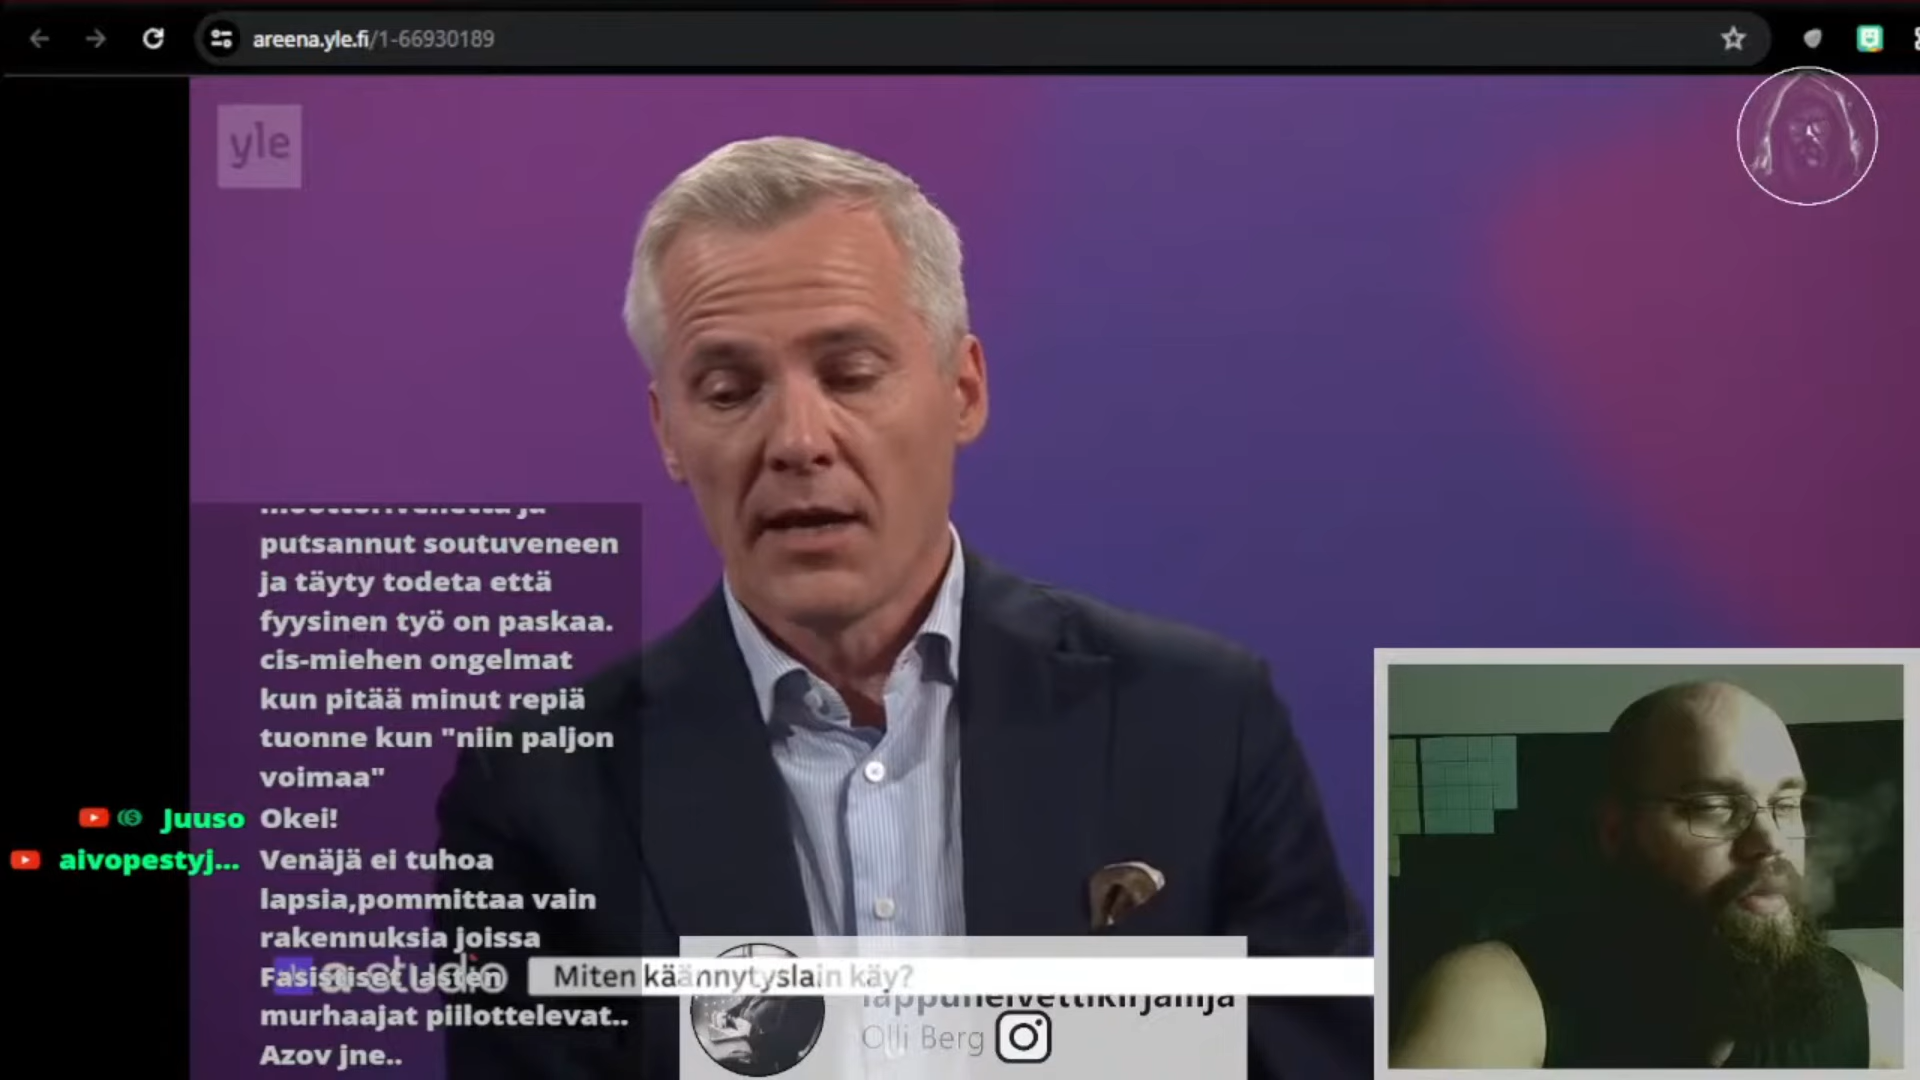 areena.yle.fi/1-66930189
yle
putsannut soutuveneen
ja täyty todeta että
fyysinen työ on paskaa.
cis-miehen ongelmat
kun pitää minut repiä
tuonne kun "niin paljon
voimaa"
Juuso Okei!
aivopestyj... Venäjä ei tuhoa
lapsia,pommittaa vain
rakennuksia joissa
Fasistiset lasten
murhaajat piilottelevat..
Azov jne..
a-studio
Miten käännytyslain käy?
Olli Berg